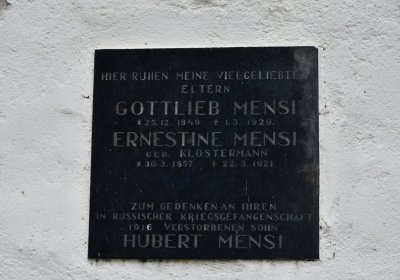 HIER RUHEN MEINE VIELGELIEBTEN
ELTERN
GOTTLIEB MENSI
* 25.12.1849 + 1.3.1929.
ERNESTINE MENSI
GEB. KLOSTERMANN
* 30.3.1857 + 22.3.1921
ZUM GEDENKEN AN IHREN
IN RUSSISCHER KRIEGSGEFANGENSCHAFT
1916 VERSTORBENEN SOHN
HUBERT MENSI